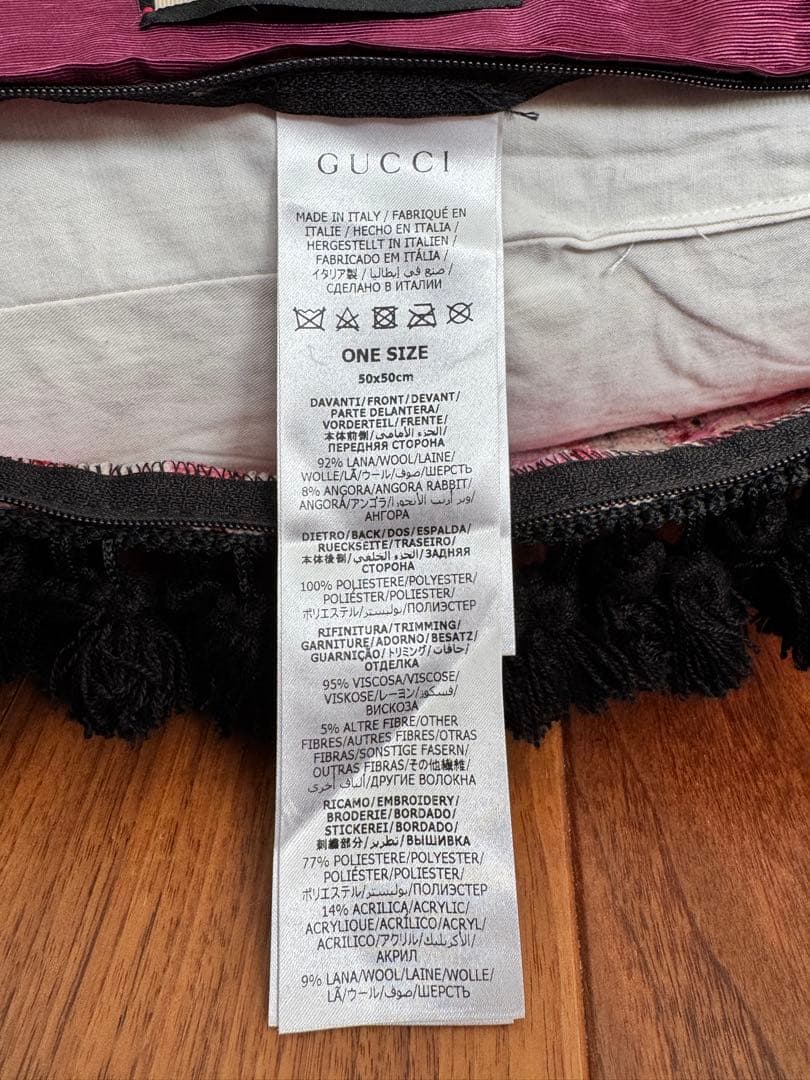 GUCCI
MADE IN ITALY / FABRIQUÉ EN
ITALIE / HECHO EN ITALIA /
HERGESTELLT IN ITALIEN /
FABRICADO EM ITÁLIA /
イタリア製 / صنع في إيطاليا /
СДЕЛАНО В ИТАЛИИ
ONE SIZE
50x50cm
DAVANTI/FRONT/DEVANT/
PARTE DELANTERA/
VORDERTEIL/FRENTE/
本体前側/الجزء الأمامي/
ПЕРЕДНЯЯ СТОРОНА
92% LANA/WOOL/LAINE/
WOLLE/LÃ/ウール/صوف/ШЕРСТЬ
8% ANGORA/ANGORA RABBIT/
ANGORÁ/アンゴラ/وبر أرنب الأنجورا/
АНГОРА
DIETRO/BACK/DOS/ESPALDA/
RUECKSEITE/TRASEIRO/
本体後側/الجزء الخلفي/ЗАДНЯЯ
СТОРОНА
100% POLIESTERE/POLYESTER/
POLIÉSTER/POLIESTER/
ポリエステル/بوليستر/ПОЛИЭСТЕР
RIFINITURA/TRIMMING/
GARNITURE/ADORNO/BESATZ/
GUARNIÇÃO/トリミング/حافات/
ОТДЕЛКА
95% VISCOSA/VISCOSE/
VISKOSE/レーヨン/فسكوز/
ВИСКОЗА
5% ALTRE FIBRE/OTHER
FIBRES/AUTRES FIBRES/OTRAS
FIBRAS/SONSTIGE FASERN/
OUTRAS FIBRAS/その他繊維/
ألياف أخرى/ДРУГИЕ ВОЛОКНА
RICAMO/EMBROIDERY/
BRODERIE/BORDADO/
STICKEREI/BORDADO/
刺繍部分/تطريز/ВЫШИВКА
77% POLIESTERE/POLYESTER/
POLIÉSTER/POLIESTER/
ポリエステル/بوليستر/ПОЛИЭСТЕР
14% ACRILICA/ACRYLIC/
ACRYLIQUE/ACRÍLICO/ACRYL/
ACRILICO/アクリル/الأكريليك/
АКРИЛ
9% LANA/WOOL/LAINE/WOLLE/
LÃ/ウール/صوف/ШЕРСТЬ